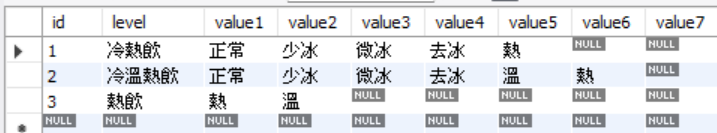 id level value1 value2 value3 value4 value5 value6 value7
1 冷熱飲 正常 少冰 微冰 去冰 熱 NULL NULL
2 冷溫熱飲 正常 少冰 微冰 去冰 溫 熱 NULL
3 熱飲 熱 溫 NULL NULL NULL NULL NULL
NULL NULL NULL NULL NULL NULL NULL NULL NULL